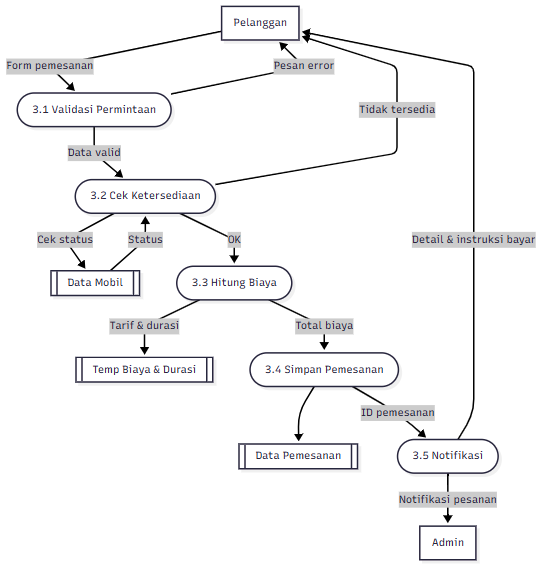 Pelanggan
Form pemesanan
Pesan error
3.1 Validasi Permintaan
Tidak tersedia
Data valid
3.2 Cek Ketersediaan
Cek status
Status
OK
Detail & instruksi bayar
Data Mobil
3.3 Hitung Biaya
Tarif & durasi
Total biaya
Temp Biaya & Durasi
3.4 Simpan Pemesanan
ID pemesanan
Data Pemesanan
3.5 Notifikasi
Notifikasi pesanan
Admin